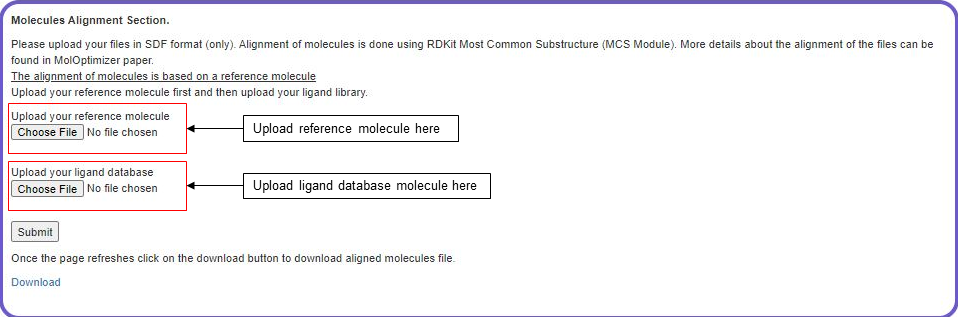 Molecules Alignment Section.
Please upload your files in SDF format (only). Alignment of molecules is done using RDKit Most Common Substructure (MCS Module). More details about the alignment of the files can be
found in MolOptimizer paper.
The alignment of molecules is based on a reference molecule
Upload your reference molecule first and then upload your ligand library.
Upload your reference molecule
Choose File No file chosen
Upload reference molecule here
Upload your ligand database
Choose File No file chosen
Upload ligand database molecule here
Submit
Once the page refreshes click on the download button to download aligned molecules file.
Download